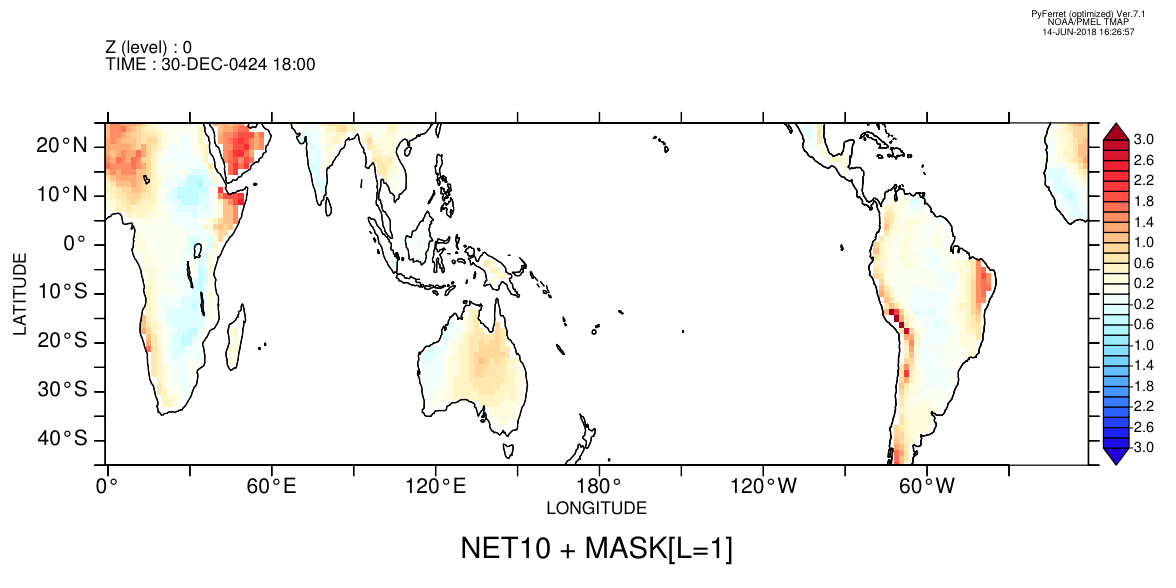 PyFerret (optimized) Ver.7.1
NOAA/PMEL TMAP
14-JUN-2018 16:26:57
Z (level) : 0
TIME : 30-DEC-0424 18:00
20°N
10°N
0°
10°S
20°S
30°S
40°S
LATITUDE
0°
60°E
120°E
180°
120°W
60°W
LONGITUDE
3.0
2.6
2.2
1.8
1.4
1.0
0.6
0.2
-0.2
-0.6
-1.0
-1.4
-1.8
-2.2
-2.6
-3.0
NET10 + MASK[L=1]